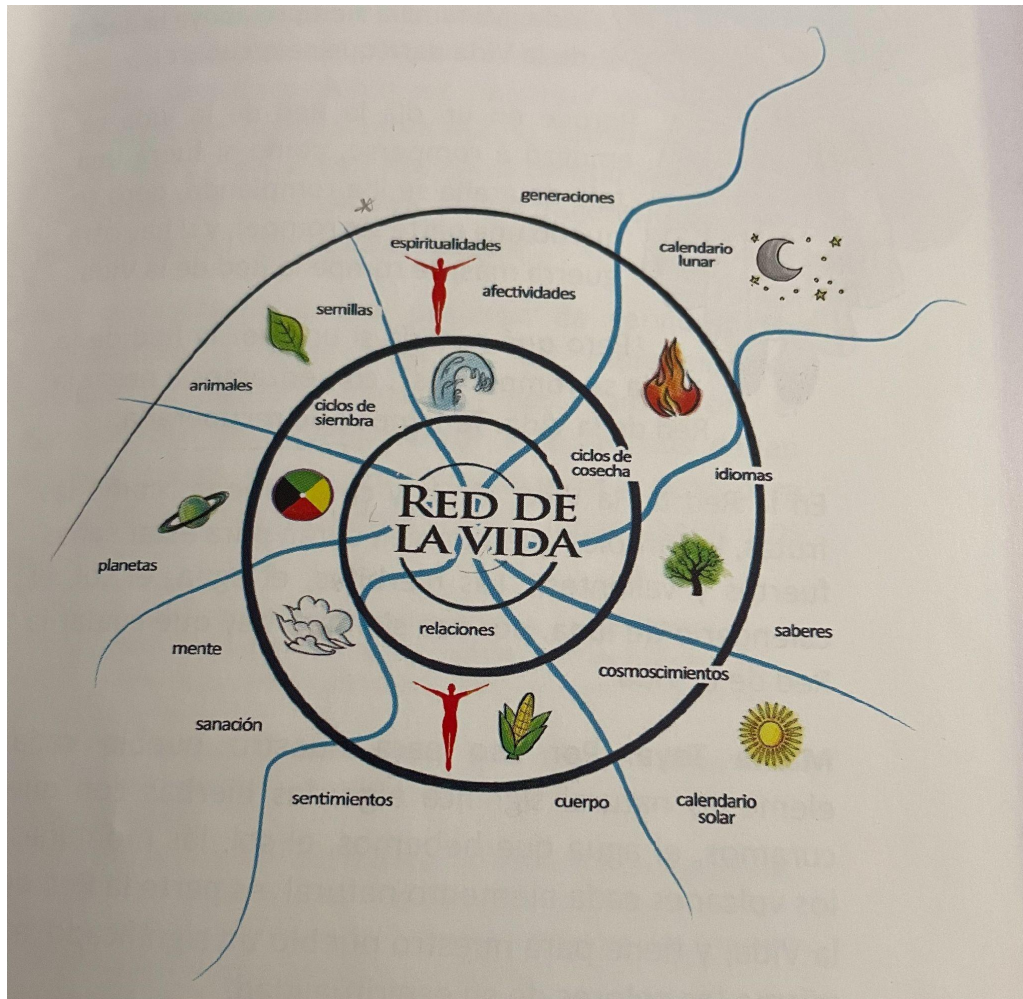 generaciones
espiritualidades
calendario
lunar
afectividades
semillas
animales
ciclos de
siembra
ciclos de
cosecha
idiomas
RED DE
LA VIDA
planetas
relaciones
saberes
mente
cosmoscimientos
sanación
sentimientos
cuerpo
calendario
solar